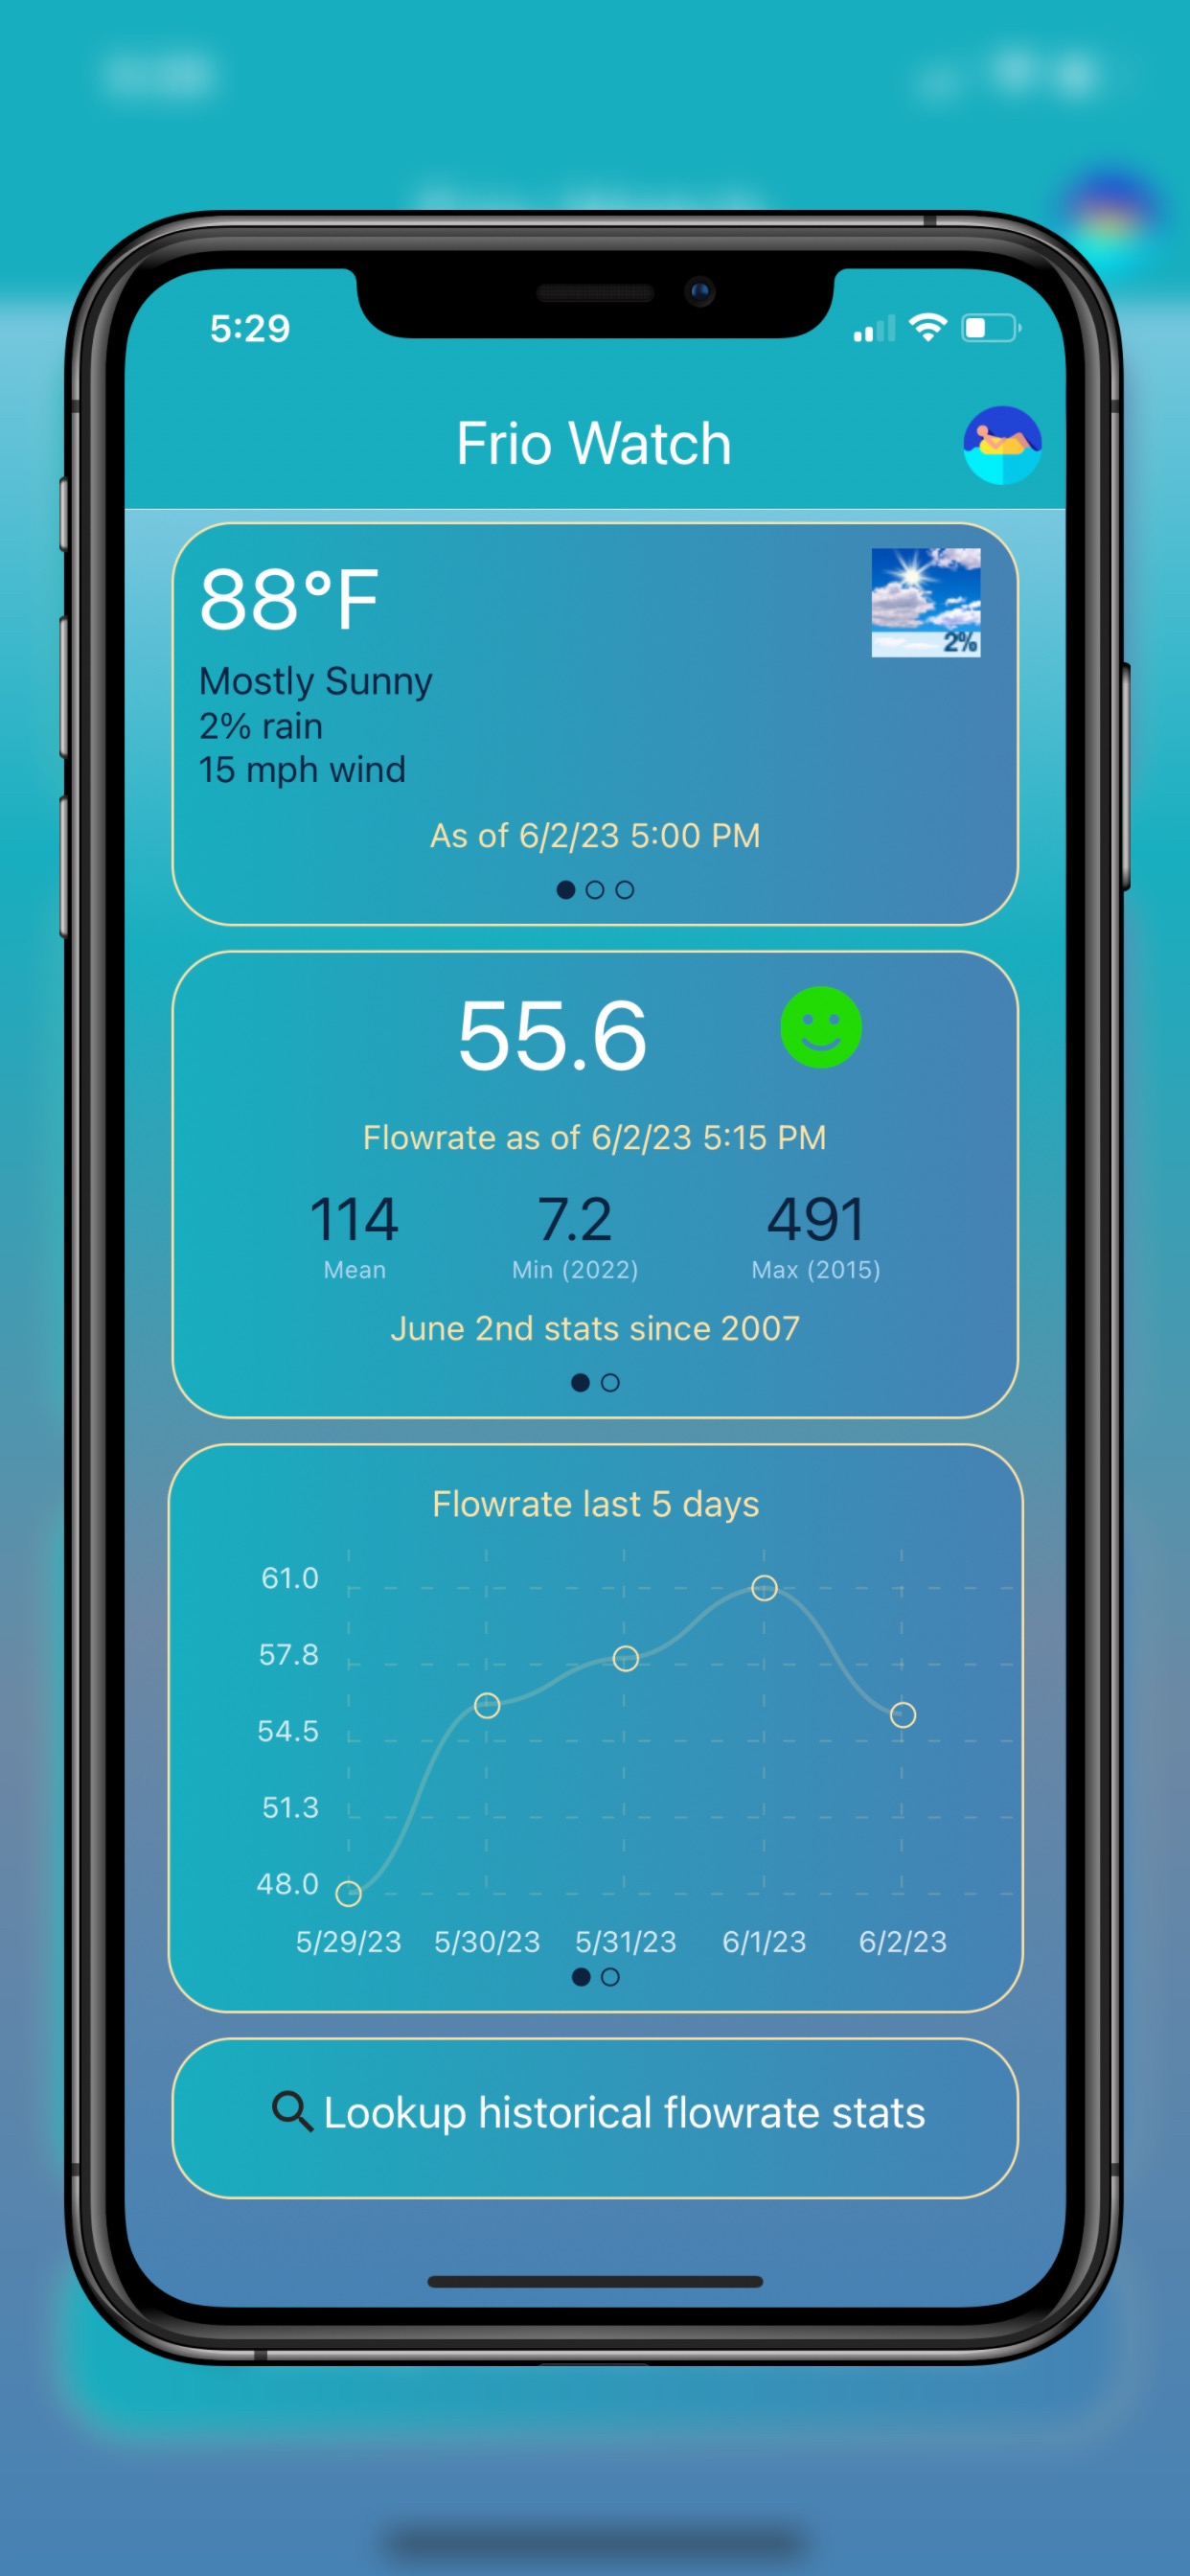 5:29
Frio Watch
88°F
2%
Mostly Sunny
2% rain
15 mph wind
As of 6/2/23 5:00 PM
55.6
Flowrate as of 6/2/23 5:15 PM
114 7.2 491
Mean Min (2022) Max (2015)
June 2nd stats since 2007
Flowrate last 5 days
61.0
57.8
54.5
51.3
48.0
5/29/23 5/30/23 5/31/23 6/1/23 6/2/23
Lookup historical flowrate stats